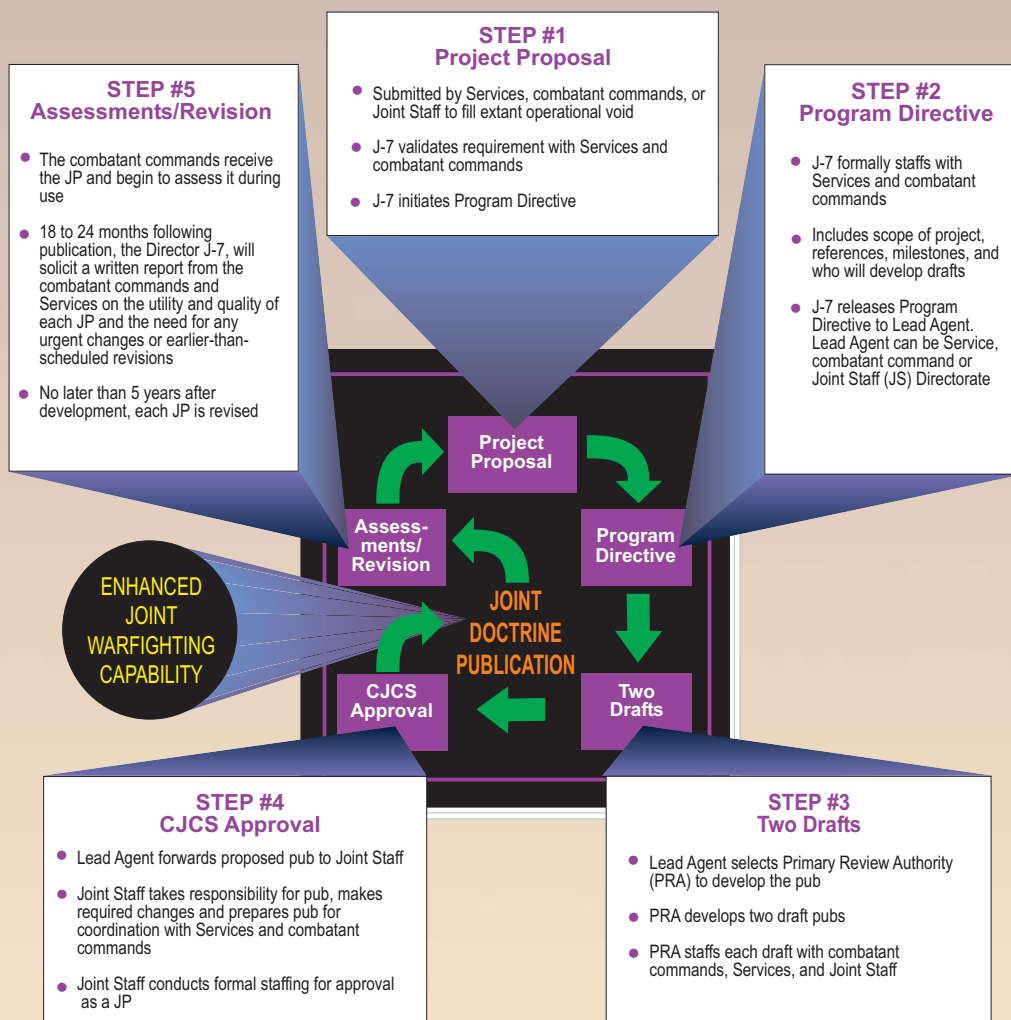 STEP #1
Project Proposal
• Submitted by Services, combatant commands, or
Joint Staff to fill extant operational void
• J-7 validates requirement with Services and
combatant commands
• J-7 initiates Program Directive
STEP #5
Assessments/Revision
• The combatant commands receive
the JP and begin to assess it during
use
• 18 to 24 months following
publication, the Director J-7, will
solicit a written report from the
combatant commands and
Services on the utility and quality of
each JP and the need for any
urgent changes or earlier-than-
scheduled revisions
• No later than 5 years after
development, each JP is revised
STEP #2
Program Directive
• J-7 formally staffs with
Services and combatant
commands
• Includes scope of project,
references, milestones, and
who will develop drafts
• J-7 releases Program
Directive to Lead Agent.
Lead Agent can be Service,
combatant command or
Joint Staff (JS) Directorate
Project
Proposal
Assess-
ments/
Revision
Program
Directive
ENHANCED
JOINT
WARFIGHTING
CAPABILITY
JOINT
DOCTRINE
PUBLICATION
CJCS
Approval
Two
Drafts
STEP #4
CJCS Approval
• Lead Agent forwards proposed pub to Joint Staff
• Joint Staff takes responsibility for pub, makes
required changes and prepares pub for
coordination with Services and combatant
commands
• Joint Staff conducts formal staffing for approval
as a JP
STEP #3
Two Drafts
• Lead Agent selects Primary Review Authority
(PRA) to develop the pub
• PRA develops two draft pubs
• PRA staffs each draft with combatant
commands, Services, and Joint Staff